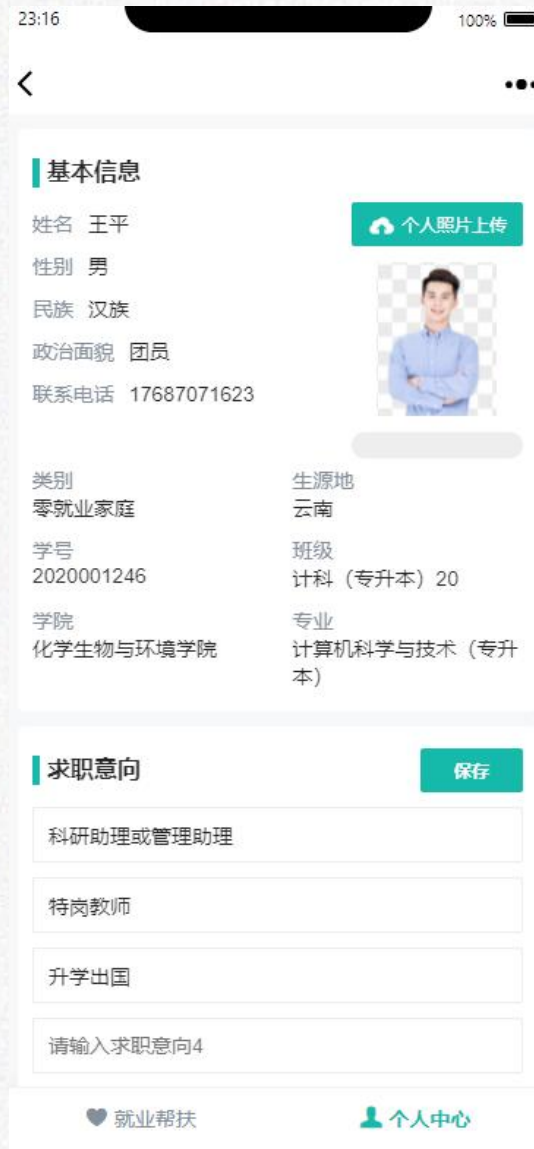 23:16 100%
基本信息
姓名 王平
个人照片上传
性别 男
民族 汉族
政治面貌 团员
联系电话 17687071623
类别 生源地
零就业家庭 云南
学号 班级
2020001246 计科（专升本）20
学院 专业
化学生物与环境学院 计算机科学与技术（专升
本）
求职意向 保存
科研助理或管理助理
特岗教师
升学出国
请输入求职意向4
就业帮扶 个人中心